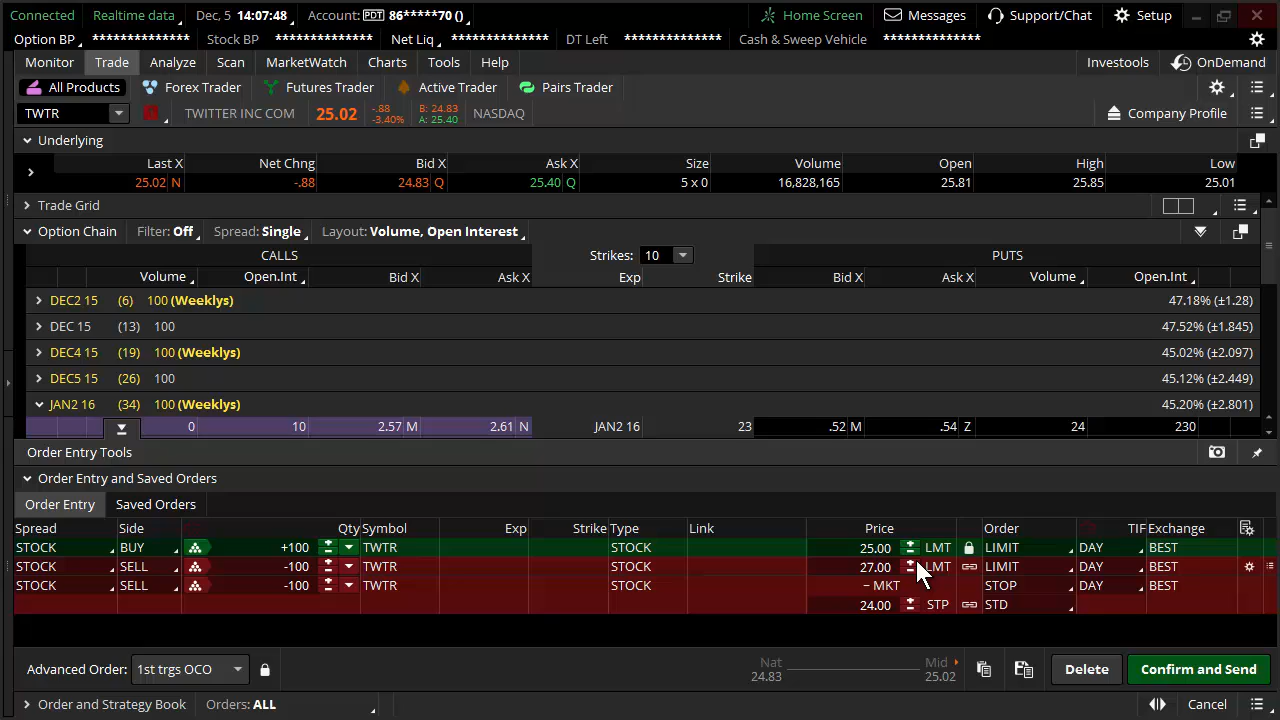 Connected Realtime data Dec, 5 14:07:48 Account: PDT 86*****70 () Home Screen Messages Support/Chat Setup
Option BP ************** Stock BP ************** Net Liq ************** DT Left ************** Cash & Sweep Vehicle **************
Monitor Trade Analyze Scan MarketWatch Charts Tools Help Investools OnDemand
All Products Forex Trader Futures Trader Active Trader Pairs Trader
TWTR TWITTER INC COM 25.02 -.88 B: 24.83 NASDAQ Company Profile
-3.40% A: 25.40
Underlying
Last X Net Chng Bid X Ask X Size Volume Open High Low
25.02 N -.88 24.83 Q 25.40 Q 5 x 0 16,828,165 25.81 25.85 25.01
Trade Grid
Option Chain Filter: Off Spread: Single Layout: Volume, Open Interest
CALLS Strikes: 10 PUTS
Volume Open.Int Bid X Ask X Exp Strike Bid X Ask X Volume Open.Int
DEC2 15 (6) 100 (Weeklys) 47.18% (±1.28)
DEC 15 (13) 100 47.52% (±1.845)
DEC4 15 (19) 100 (Weeklys) 45.02% (±2.097)
DEC5 15 (26) 100 45.12% (±2.449)
JAN2 16 (34) 100 (Weeklys) 45.20% (±2.801)
0 10 2.57 M 2.61 N JAN2 16 23 .52 M .54 Z 24 230
Order Entry Tools
Order Entry and Saved Orders
Order Entry Saved Orders
Spread Side Qty Symbol Exp Strike Type Link Price Order TIF Exchange
STOCK BUY +100 TWTR STOCK 25.00 LMT LIMIT DAY BEST
STOCK SELL -100 TWTR STOCK 27.00 LMT LIMIT DAY BEST
STOCK SELL -100 TWTR STOCK – MKT STOP DAY BEST
24.00 STP STD
Advanced Order: 1st trgs OCO Nat Mid Delete Confirm and Send
24.83 25.02
Order and Strategy Book Orders: ALL Cancel